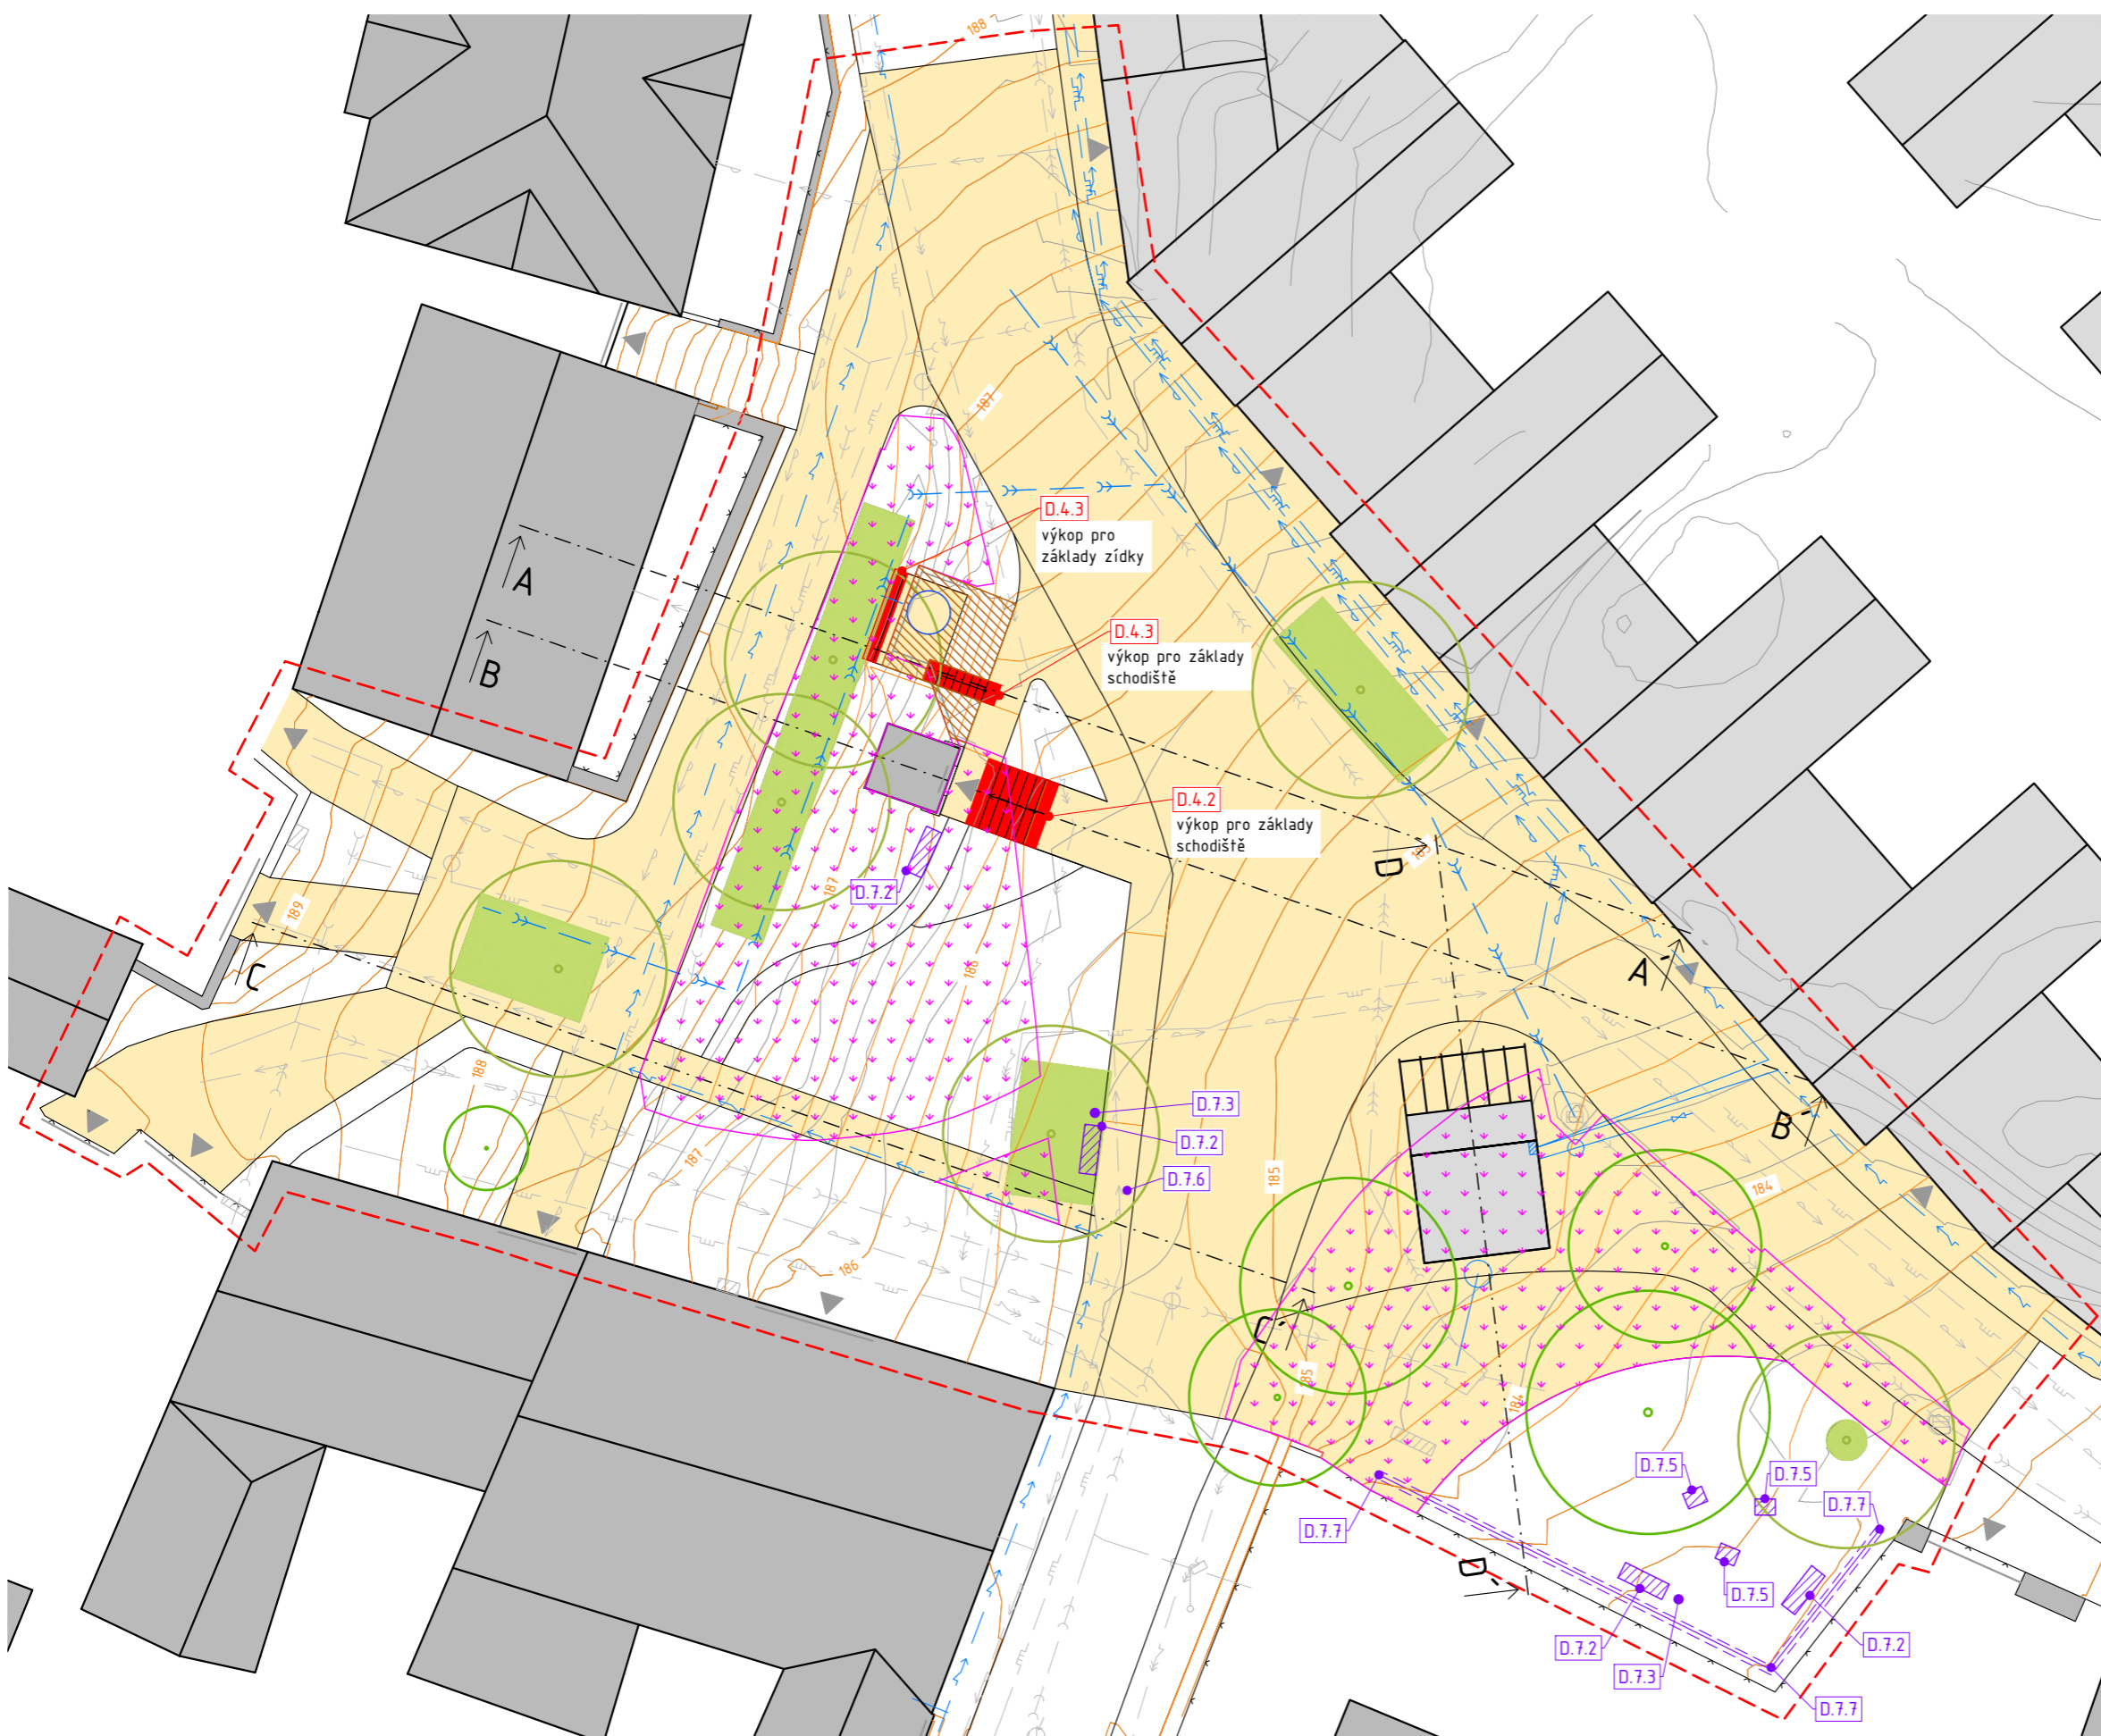 188
187
D.4.3
výkop pro
základy zídky
A
D.4.3
výkop pro základy
schodiště
B
D.4.2
výkop pro základy
schodiště
D
185
187
D.7.2
189
C
186
A'
188
D.7.3
B'
D.7.2
187
D.7.6
185
184
186
C'
185
184
D.7.5
D.7.5
D.7.7
D.7.7
D'
D.7.5
D.7.2
D.7.2
D.7.3
D.7.7